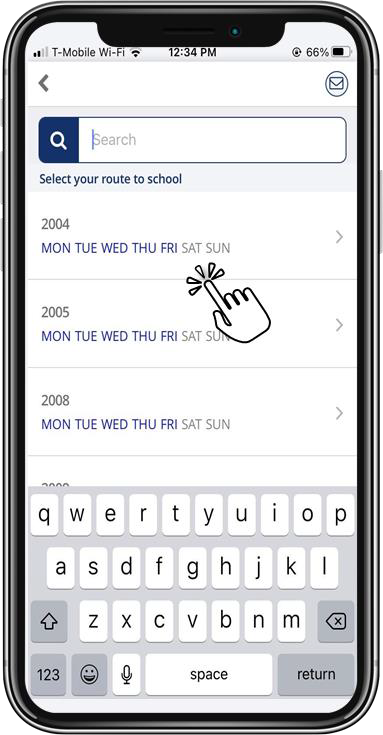 T-Mobile Wi-Fi 12:34 PM 66%
Search
Select your route to school
2004
MON TUE WED THU FRI SAT SUN
2005
MON TUE WED THU FRI SAT SUN
2008
MON TUE WED THU FRI SAT SUN
q w e r t y u i o p
a s d f g h j k l
z x c v b n m
123 space return